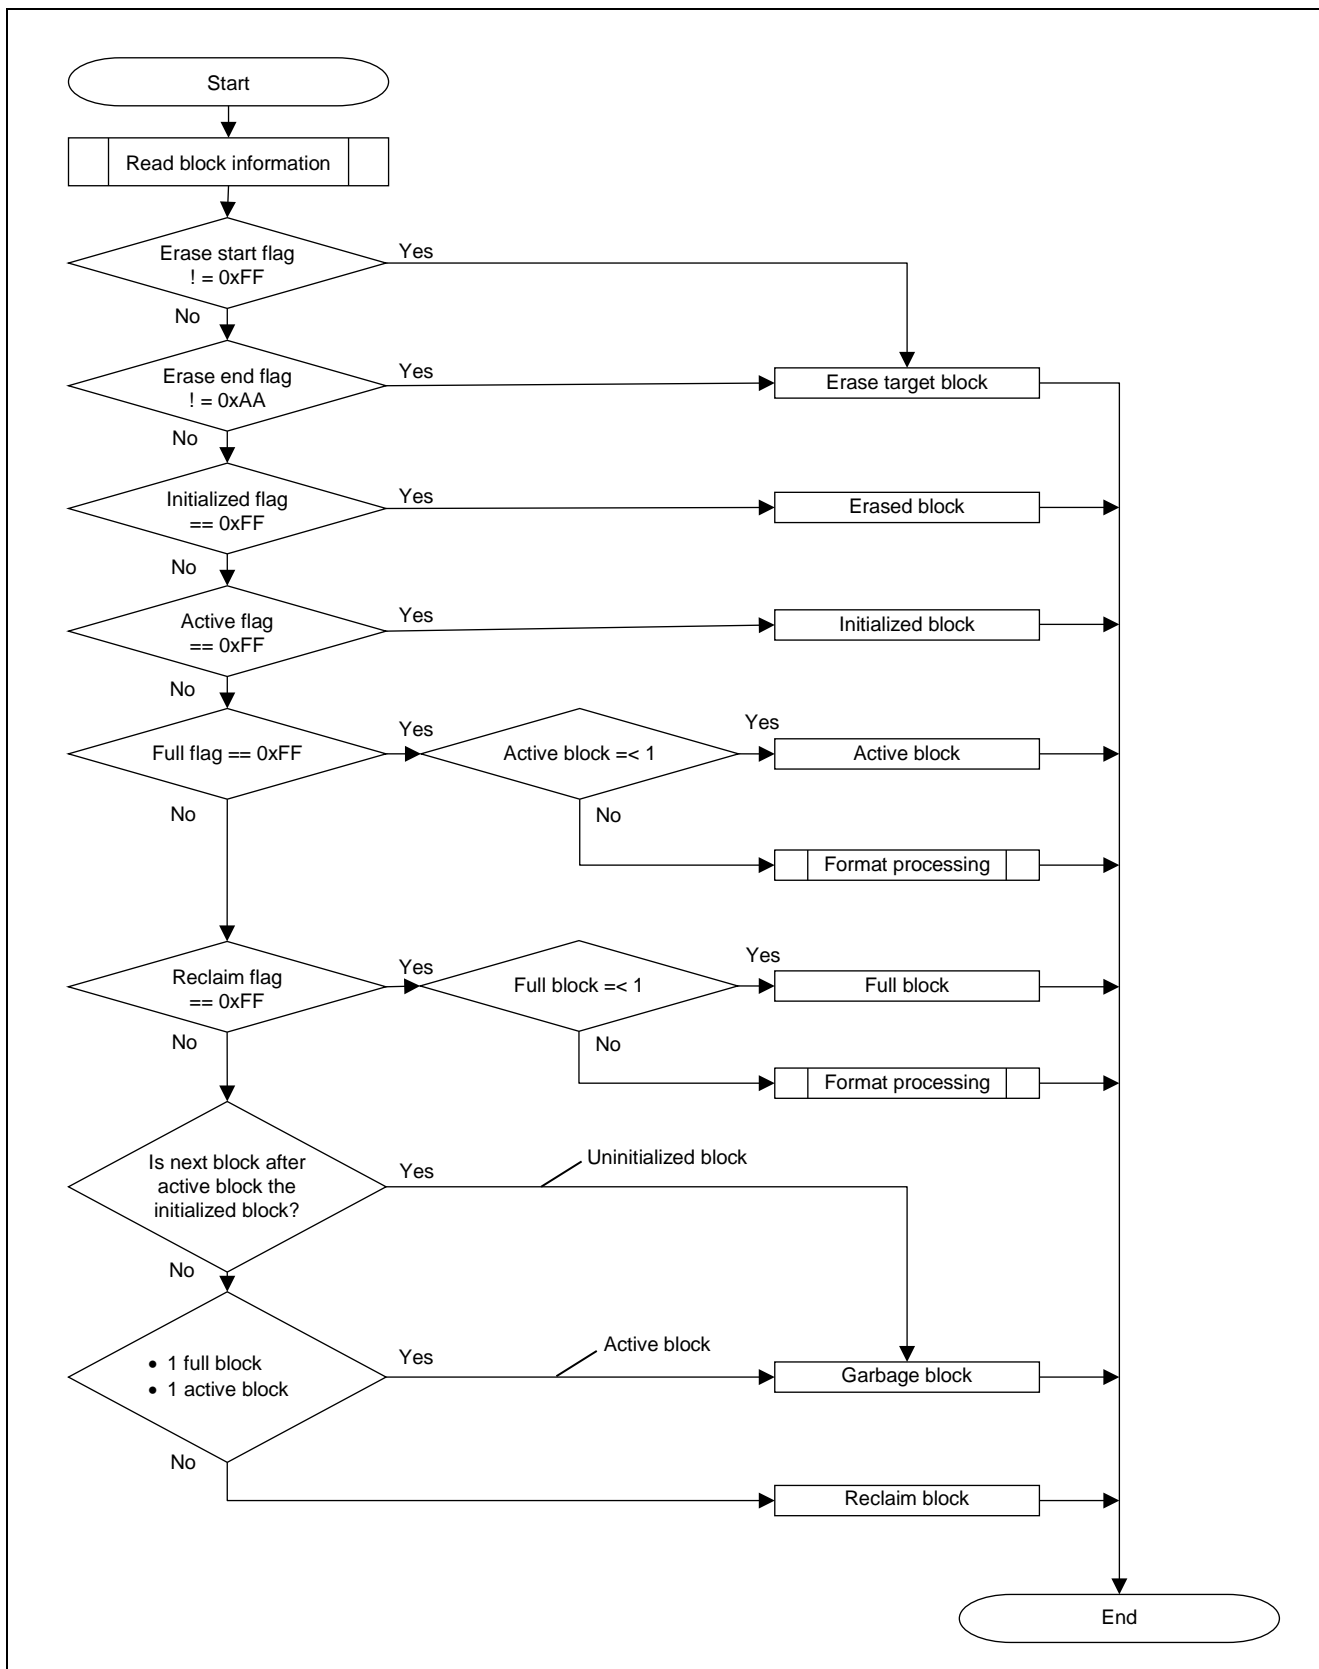 Start
Read block information
Erase start flag
! = 0xFF
Yes
No
Erase end flag
! = 0xAA
Yes
Erase target block
No
Initialized flag
== 0xFF
Yes
Erased block
No
Active flag
== 0xFF
Yes
Initialized block
No
Full flag == 0xFF
Yes
Active block =< 1
Yes
Active block
No
No
Format processing
Reclaim flag
== 0xFF
Yes
Full block =< 1
Yes
Full block
No
No
Format processing
Is next block after
active block the
initialized block?
Yes
Uninitialized block
No
• 1 full block
• 1 active block
Yes
Active block
Garbage block
No
Reclaim block
End